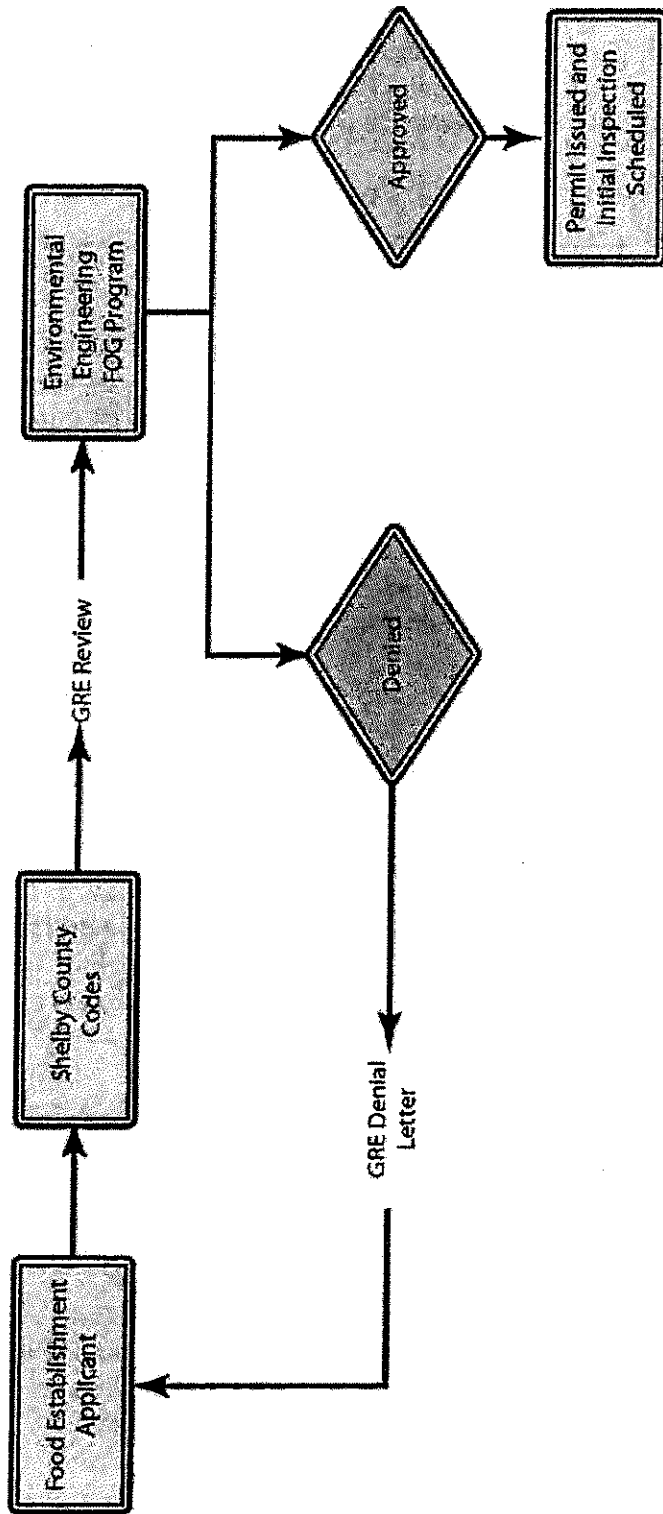 Food Establishment
Applicant
Shelby County
Codes
GRE Review
Environmental
Engineering
FOG Program
Denied
Approved
GRE Denial
Letter
Permit Issued and
Initial Inspection
Scheduled